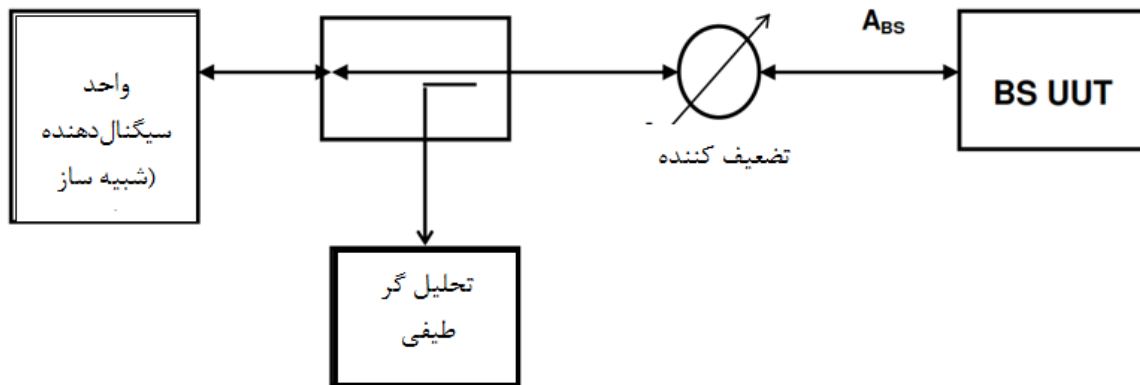 واحد
سیگنال‌دهنده
(شبیه ساز
تضعیف کننده
A_BS
BS UUT
تحلیل گر
طیفی